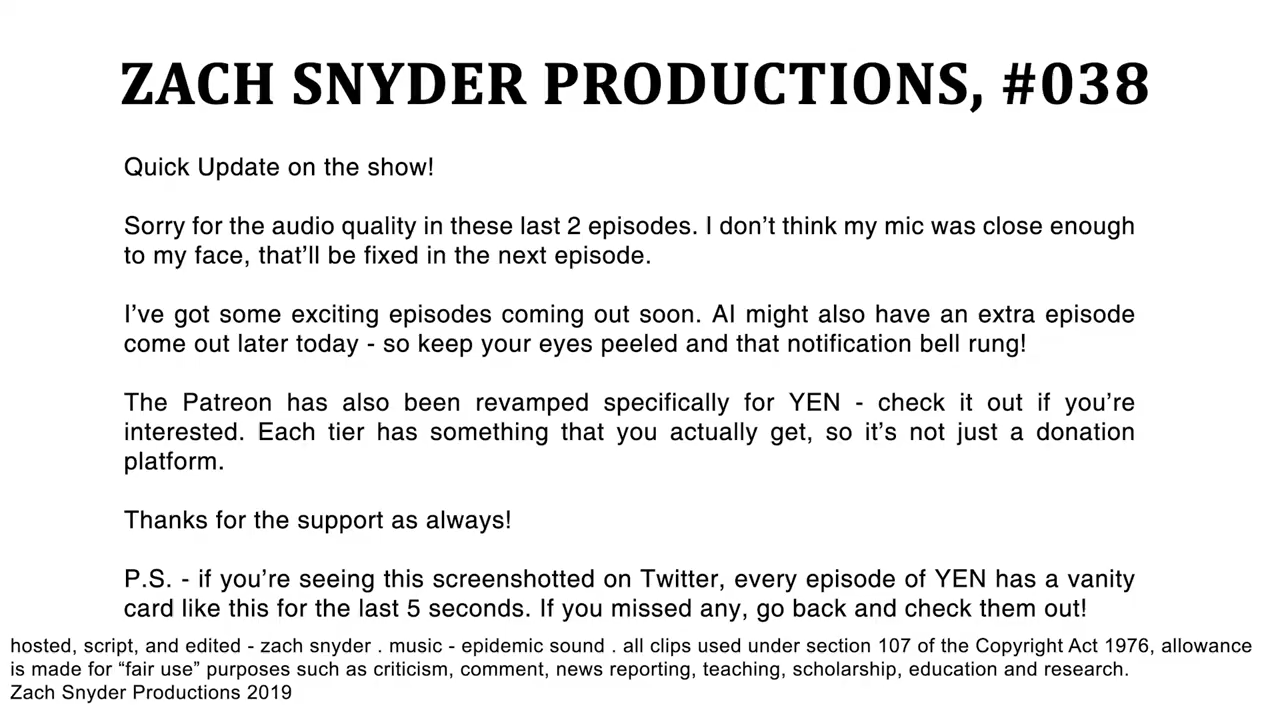 ZACH SNYDER PRODUCTIONS, #038
Quick Update on the show!
Sorry for the audio quality in these last 2 episodes. I don’t think my mic was close enough
to my face, that’ll be fixed in the next episode.
I’ve got some exciting episodes coming out soon. AI might also have an extra episode
come out later today - so keep your eyes peeled and that notification bell rung!
The Patreon has also been revamped specifically for YEN - check it out if you’re
interested. Each tier has something that you actually get, so it’s not just a donation
platform.
Thanks for the support as always!
P.S. - if you’re seeing this screenshotted on Twitter, every episode of YEN has a vanity
card like this for the last 5 seconds. If you missed any, go back and check them out!
hosted, script, and edited - zach snyder . music - epidemic sound . all clips used under section 107 of the Copyright Act 1976, allowance
is made for “fair use” purposes such as criticism, comment, news reporting, teaching, scholarship, education and research.
Zach Snyder Productions 2019